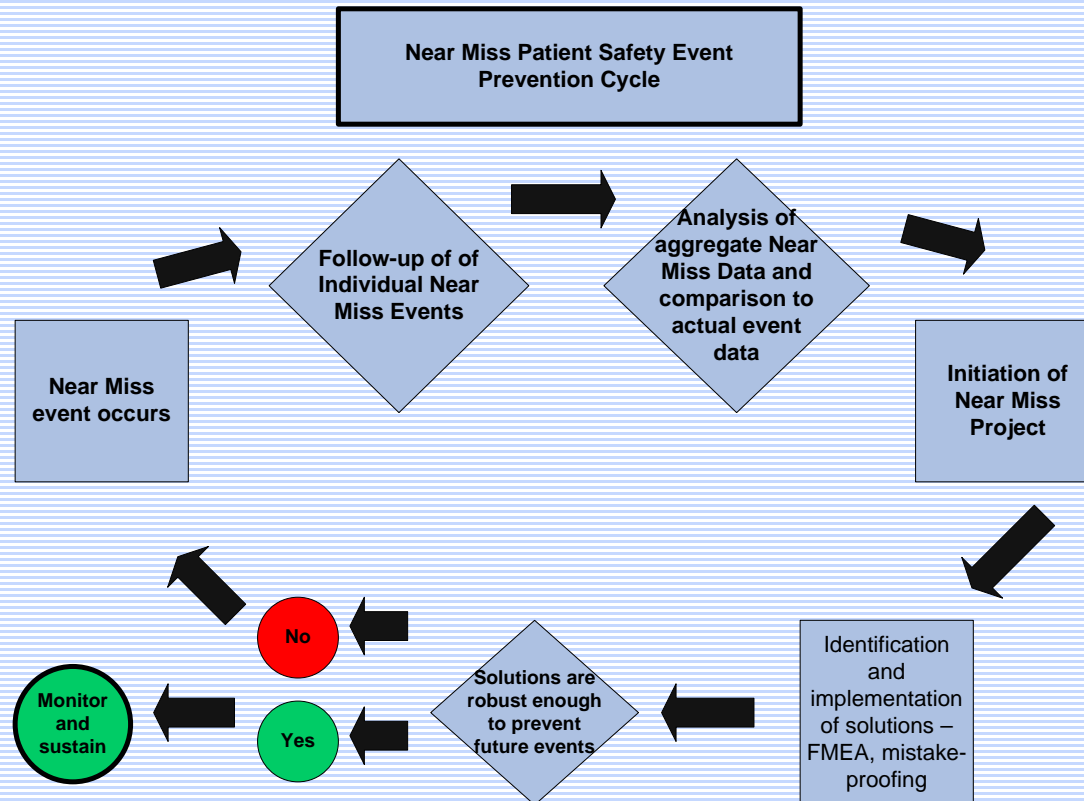 Near Miss Patient Safety Event
Prevention Cycle
Follow-up of of
Individual Near
Miss Events
Analysis of
aggregate Near
Miss Data and
comparison to
actual event
data
Near Miss
event occurs
Initiation of
Near Miss
Project
No
Yes
Monitor
and
sustain
Solutions are
robust enough
to prevent
future events
Identification
and
implementation
of solutions –
FMEA, mistake-
proofing